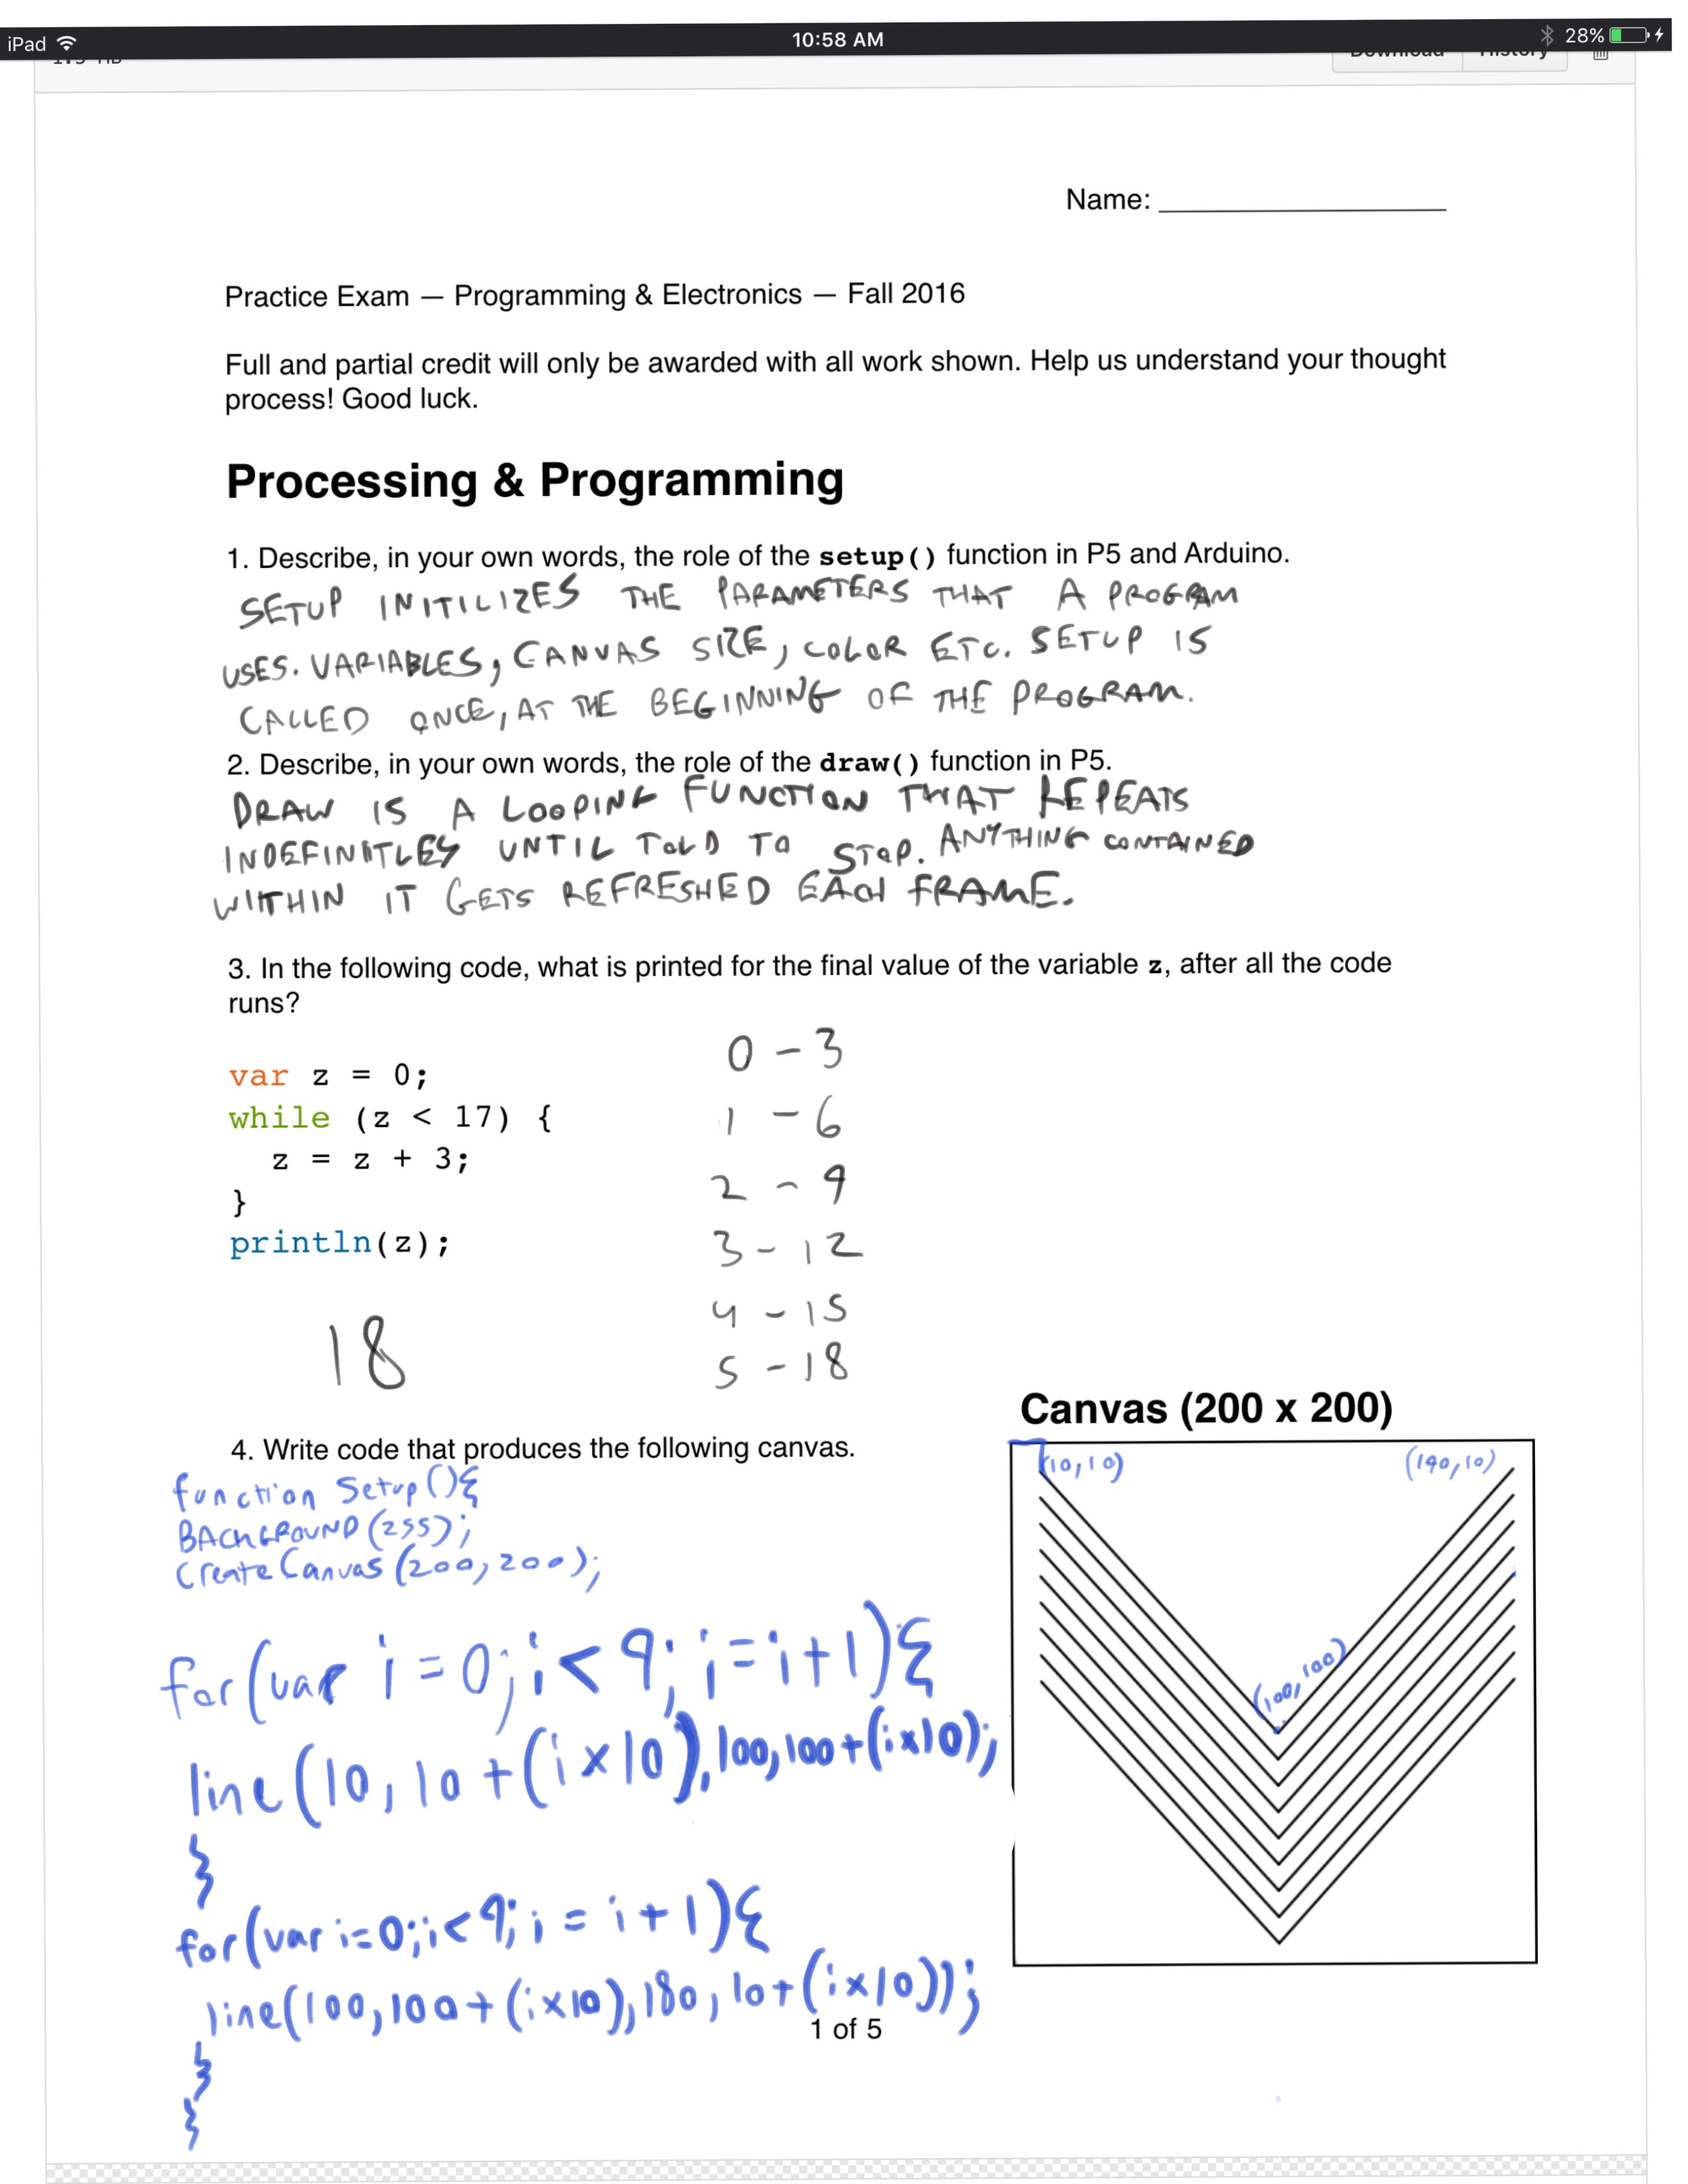 iPad
10:58 AM
28%
Name:
Practice Exam — Programming & Electronics — Fall 2016
Full and partial credit will only be awarded with all work shown. Help us understand your thought
process! Good luck.
Processing & Programming
1. Describe, in your own words, the role of the setup() function in P5 and Arduino.
SETUP INITILIZES THE PARAMETERS THAT A PROGRAM
USES. VARIABLES, CANVAS SIZE, COLOR ETC. SETUP IS
CALLED ONCE, AT THE BEGINNING OF THE PROGRAM.
2. Describe, in your own words, the role of the draw() function in P5.
DRAW IS A LOOPING FUNCTION THAT REPEATS
INDEFINITLEY UNTIL TOLD TO STOP. ANYTHING CONTAINED
WITHIN IT GETS REFRESHED EACH FRAME.
3. In the following code, what is printed for the final value of the variable z, after all the code
runs?
var z = 0;
while (z < 17) {
z = z + 3;
}
println(z);
18
0 - 3
1 - 6
2 - 9
3 - 12
4 - 15
5 - 18
4. Write code that produces the following canvas.
function Setup(){
BACKGROUND(255);
createCanvas(200,200);
for(var i = 0; i < 9; i = i + 1){
line(10, 10 + (i x 10), 100, 100 + (i x 10);
}
for(var i = 0; i < 9; i = i + 1){
line(100, 100 + (i x 10), 180, 10 + (i x 10));
}
}
Canvas (200 x 200)
(10,10)
(190,10)
(100,100)
1 of 5